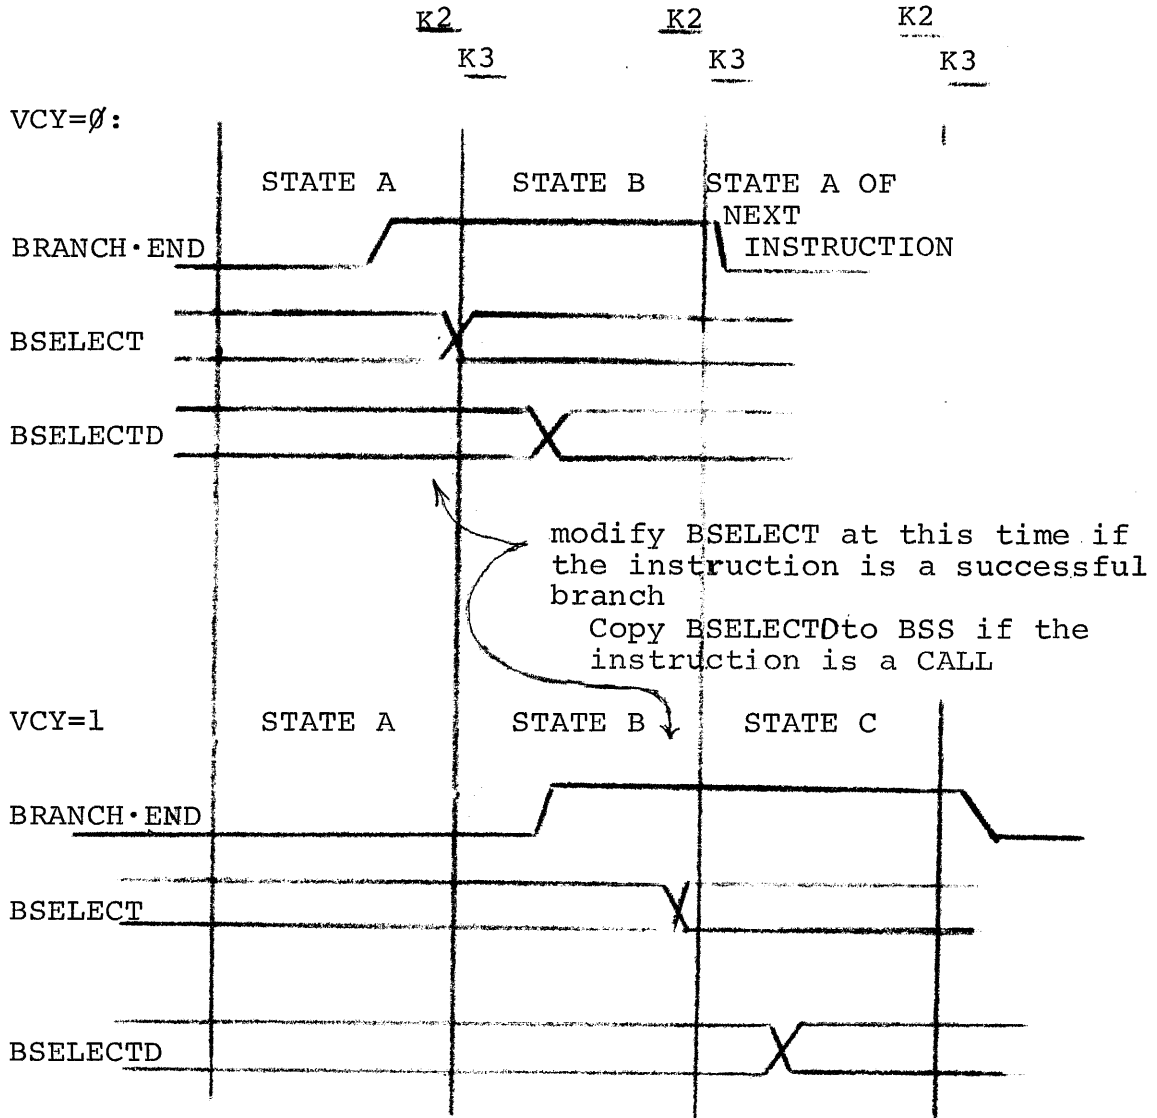 K2 K2 K2
K3 K3 K3
VCY=Ø:
STATE A STATE B STATE A OF
NEXT
BRANCH·END INSTRUCTION
BSELECT
BSELECTD
modify BSELECT at this time if
the instruction is a successful
branch
Copy BSELECTD to BSS if the
instruction is a CALL
VCY=1 STATE A STATE B STATE C
BRANCH·END
BSELECT
BSELECTD